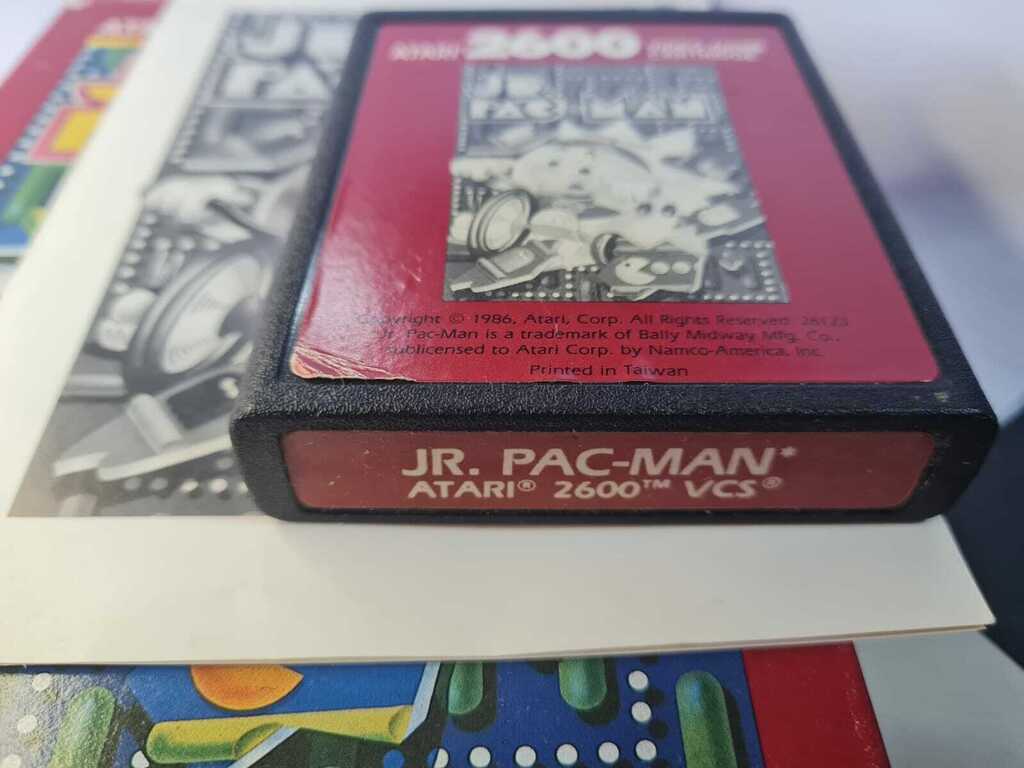 ATARI 2600
JR.
PAC-MAN
Copyright © 1986, Atari, Corp. All Rights Reserved. 26123
Jr. Pac-Man is a trademark of Bally Midway Mfg. Co.,
sublicensed to Atari Corp. by Namco-America, Inc.
Printed in Taiwan
JR. PAC-MAN*
ATARI® 2600™ VCS®